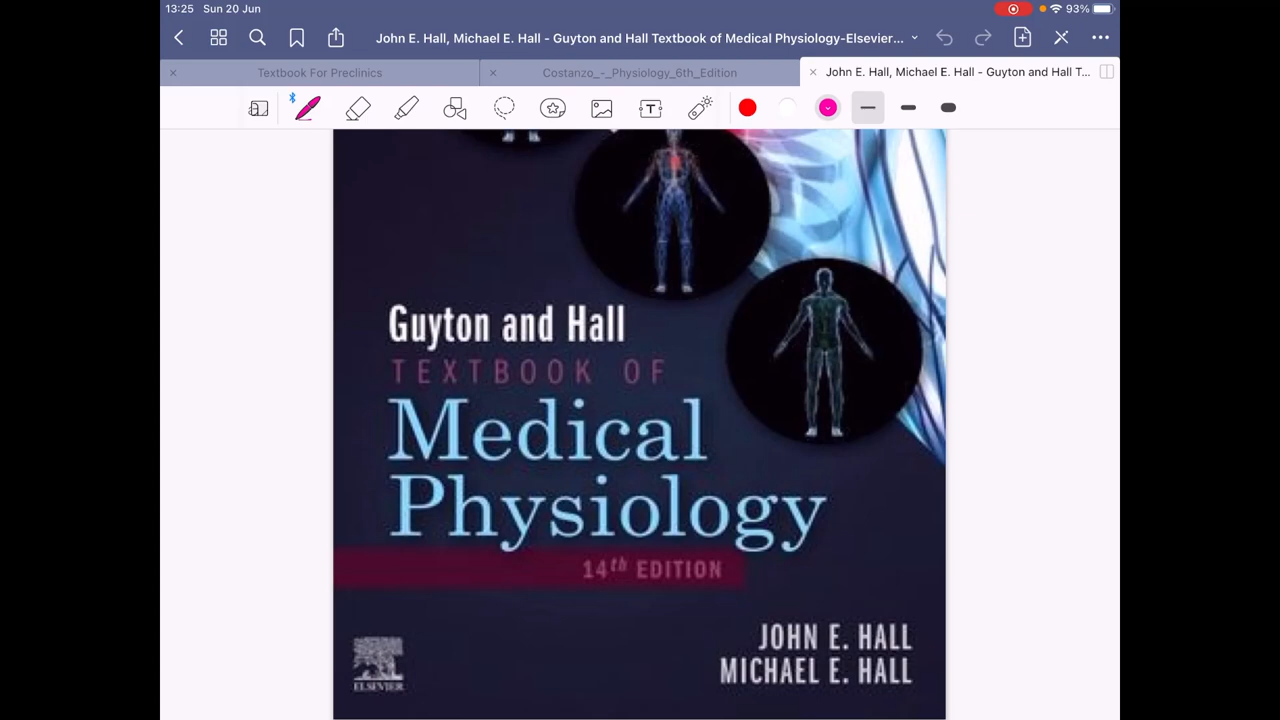 13:25 Sun 20 Jun 93%
John E. Hall, Michael E. Hall - Guyton and Hall Textbook of Medical Physiology-Elsevier...
Textbook For Preclinics Costanzo_-_Physiology_6th_Edition John E. Hall, Michael E. Hall - Guyton and Hall T...
T
Guyton and Hall
TEXTBOOK OF
Medical
Physiology
14th EDITION
JOHN E. HALL
MICHAEL E. HALL
ELSEVIER